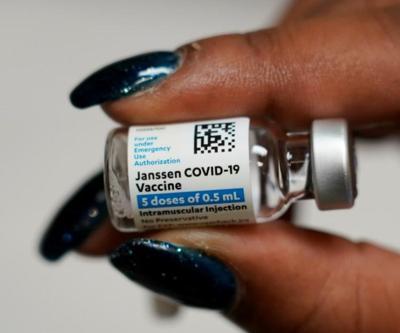 For use
under
Emergency
Use
Authorization
Janssen COVID-19
Vaccine
5 doses of 0.5 mL
Intramuscular Injection
No Preservative